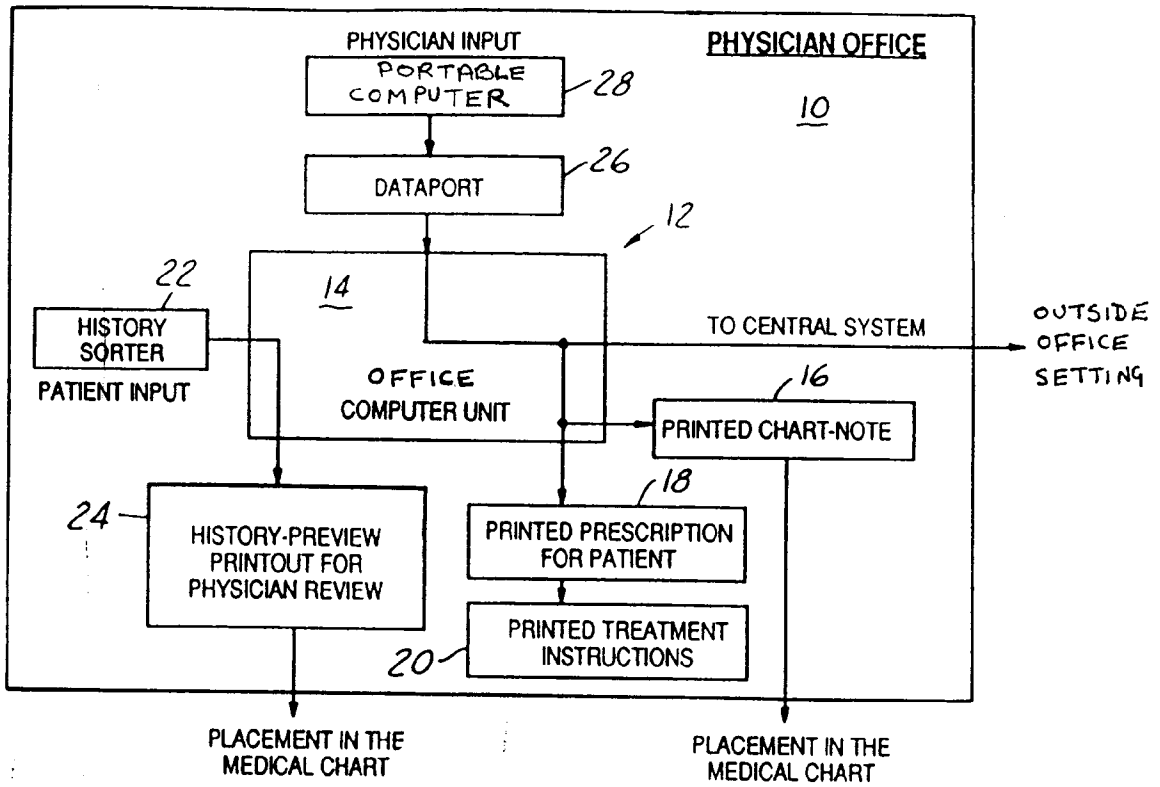 PHYSICIAN INPUT
PHYSICIAN OFFICE
PORTABLE
COMPUTER
28
10
DATAPORT
26
12
14
22
HISTORY
SORTER
PATIENT INPUT
OFFICE
COMPUTER UNIT
TO CENTRAL SYSTEM
OUTSIDE
OFFICE
SETTING
16
PRINTED CHART-NOTE
18
PRINTED PRESCRIPTION
FOR PATIENT
24
HISTORY-PREVIEW
PRINTOUT FOR
PHYSICIAN REVIEW
20
PRINTED TREATMENT
INSTRUCTIONS
PLACEMENT IN THE
MEDICAL CHART
PLACEMENT IN THE
MEDICAL CHART